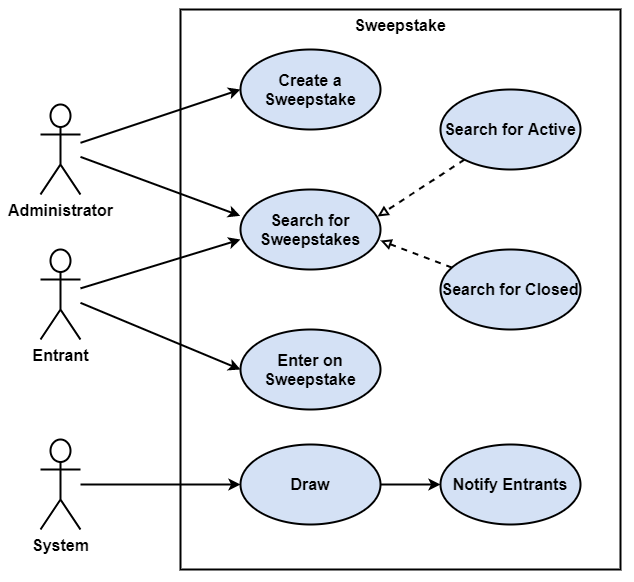 Sweepstake
Create a
Sweepstake
Search for Active
Administrator
Search for
Sweepstakes
Search for Closed
Entrant
Enter on
Sweepstake
Draw
Notify Entrants
System